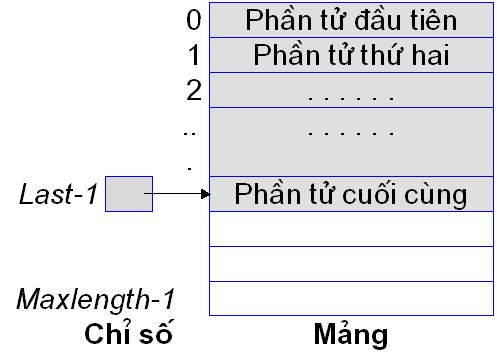 0 Phần tử đầu tiên
1 Phần tử thứ hai
2 . . . . . .
.. . . . . . .
.
Last-1 Phần tử cuối cùng
Maxlength-1
Chỉ số Mảng